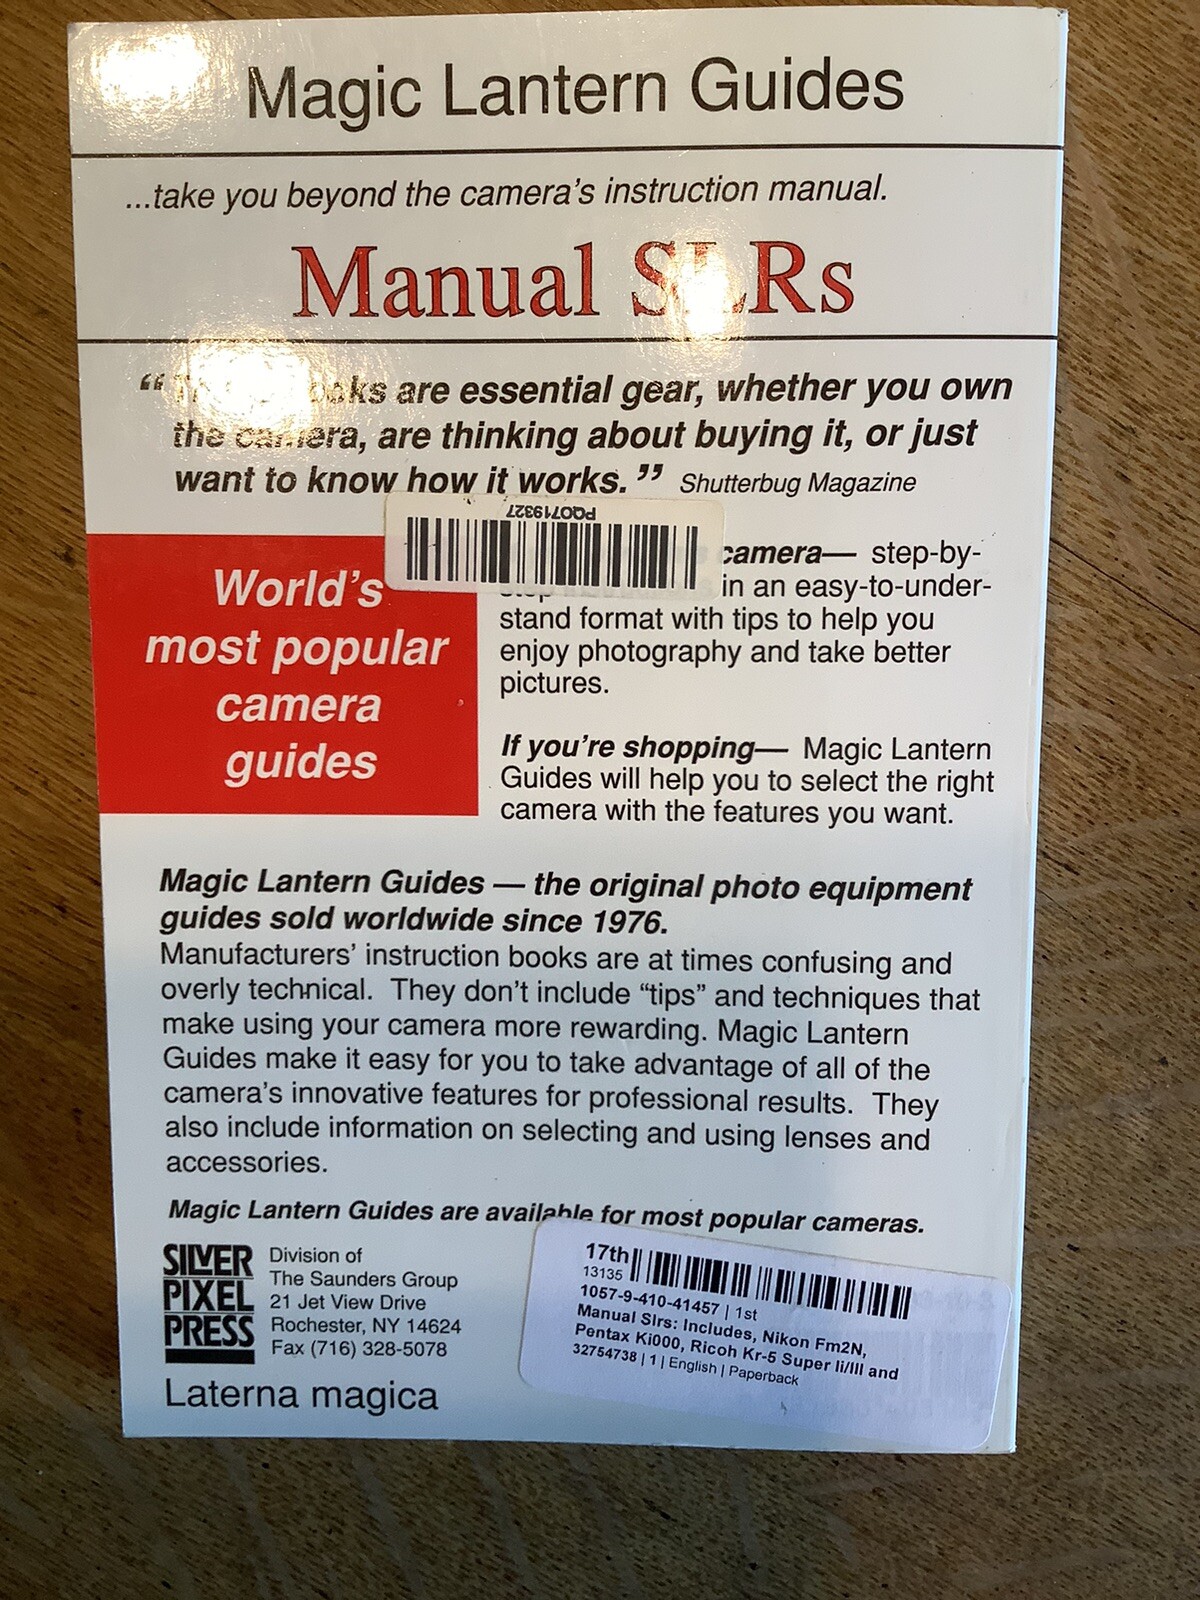 Magic Lantern Guides
...take you beyond the camera's instruction manual.
Manual SLRs
“ books are essential gear, whether you own
the camera, are thinking about buying it, or just
want to know how it works.” Shutterbug Magazine
PQ0719327
World's
most popular
camera
guides
camera— step-by-
step in an easy-to-under-
stand format with tips to help you
enjoy photography and take better
pictures.
If you're shopping— Magic Lantern
Guides will help you to select the right
camera with the features you want.
Magic Lantern Guides — the original photo equipment
guides sold worldwide since 1976.
Manufacturers' instruction books are at times confusing and
overly technical. They don't include “tips” and techniques that
make using your camera more rewarding. Magic Lantern
Guides make it easy for you to take advantage of all of the
camera's innovative features for professional results. They
also include information on selecting and using lenses and
accessories.
Magic Lantern Guides are available for most popular cameras.
SILVER
PIXEL
PRESS
Division of
The Saunders Group
21 Jet View Drive
Rochester, NY 14624
Fax (716) 328-5078
Laterna magica
17th
13135
1057-9-410-41457 | 1st
Manual Slrs: Includes, Nikon Fm2N,
Pentax Ki000, Ricoh Kr-5 Super Ii/III and
32754738 | 1 | English | Paperback